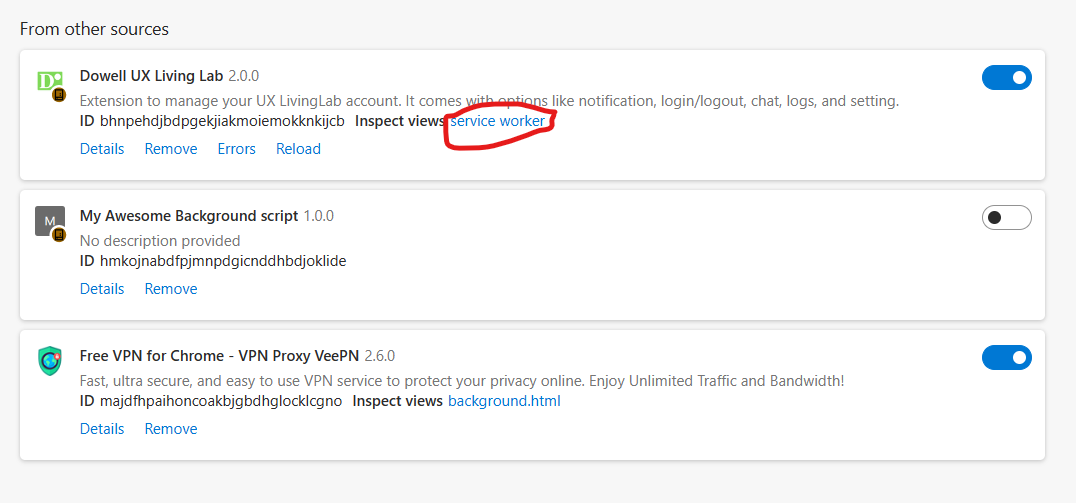 From other sources
Dowell UX Living Lab 2.0.0
Extension to manage your UX LivingLab account. It comes with options like notification, login/logout, chat, logs, and setting.
ID bhnpehdjbdpgekjiakmoiemokknkijcb Inspect views service worker
Details Remove Errors Reload
M
My Awesome Background script 1.0.0
No description provided
ID hmkojnabdfpjmnpdgicnddhbdjoklide
Details Remove
Free VPN for Chrome - VPN Proxy VeePN 2.6.0
Fast, ultra secure, and easy to use VPN service to protect your privacy online. Enjoy Unlimited Traffic and Bandwidth!
ID majdfhpaihoncoakbjgbdhglocklcgno Inspect views background.html
Details Remove